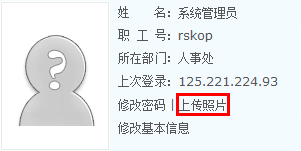 姓 名：系统管理员
职 工 号：rskop
所在部门：人事处
上次登录：125.221.224.93
修改密码 | 上传照片
修改基本信息